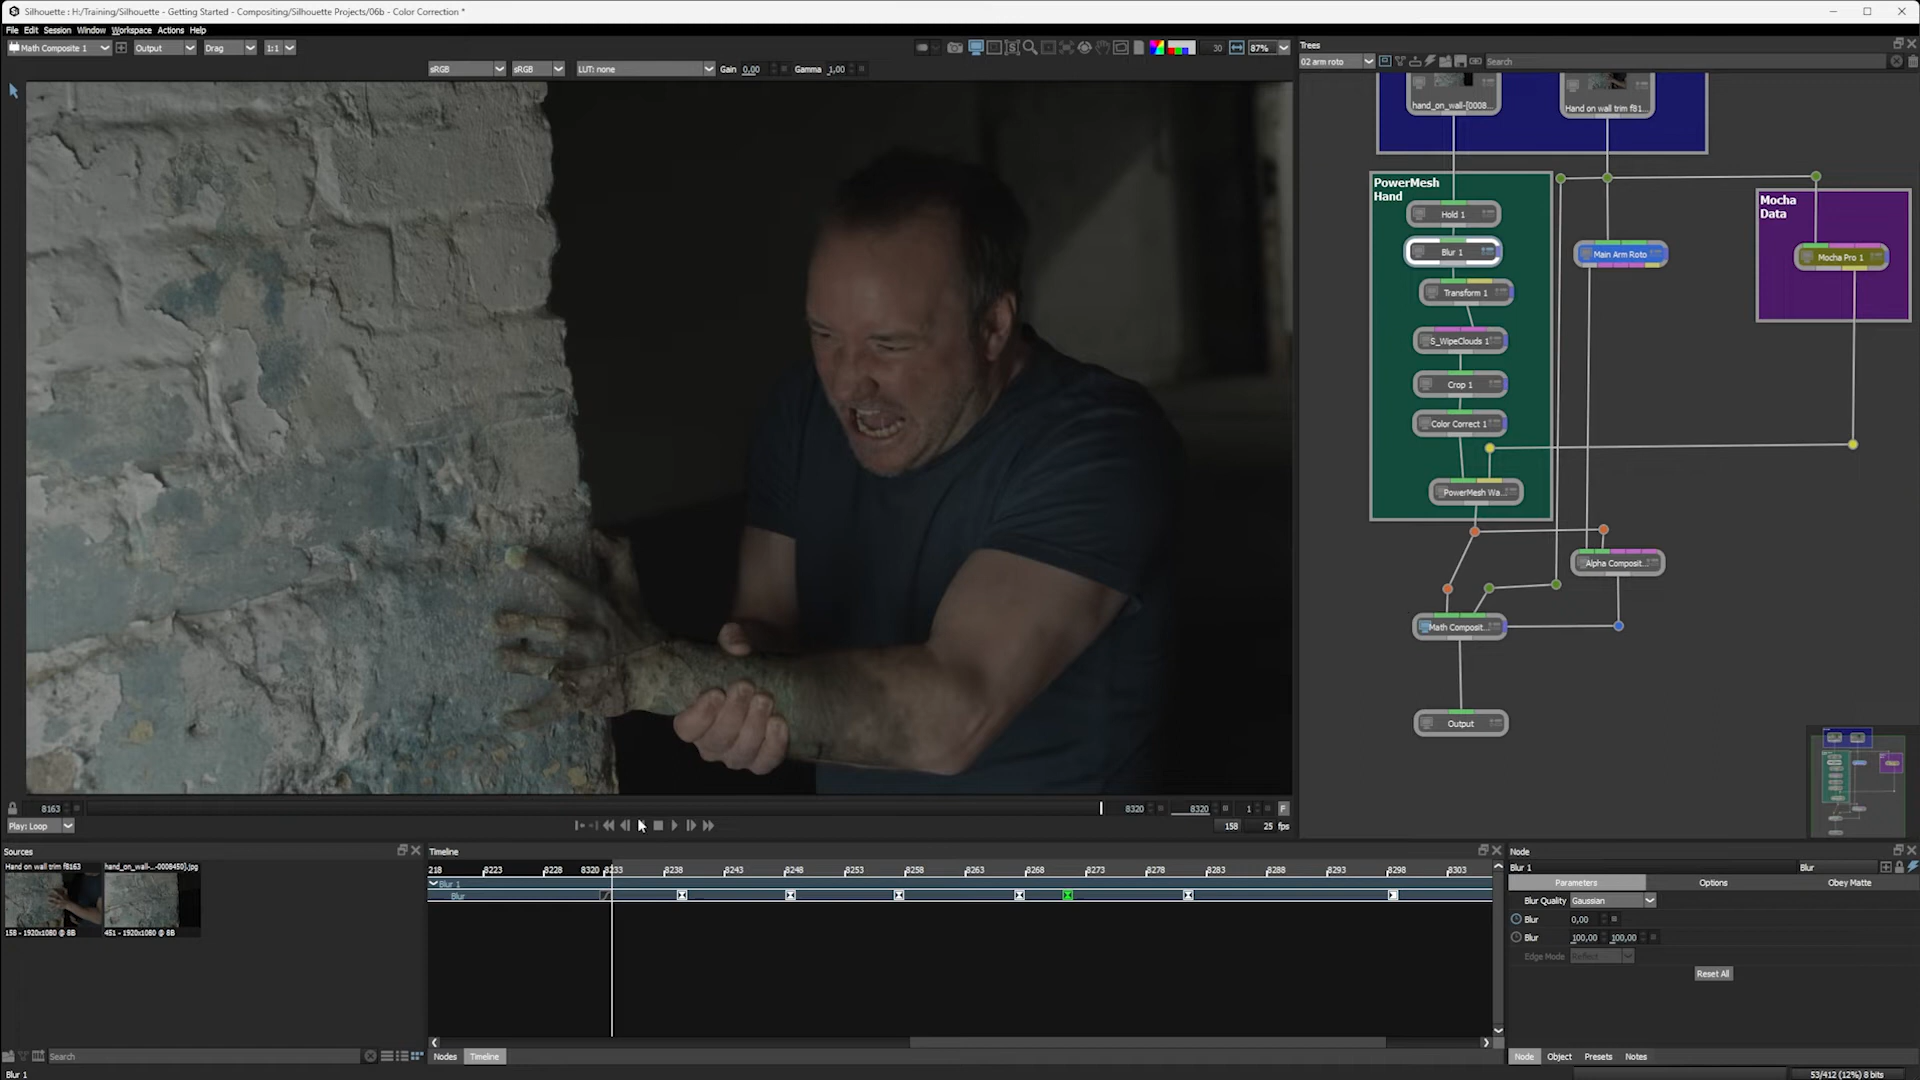 Silhouette : H:/Training/Silhouette - Getting Started - Compositing/Silhouette Projects/06b - Color Correction *
File Edit Session Window Workspace Actions Help
Math Composite 1 Output Drag 1:1 30 87%
sRGB sRGB LUT: none Gain 0,00 Gamma 1,00
Trees
02 arm roto Search
hand_on_wall-[0008... Hand on wall trim f81...
PowerMesh
Hand
Mocha
Data
Hold 1
Blur 1
Main Arm Roto
Mocha Pro 1
Transform 1
S_WipeClouds 1
Crop 1
Color Correct 1
PowerMesh Wa...
Alpha Composit...
Math Composit...
Output
8163 8320 8320 1 F
Play: Loop 158 25 fps
Sources
Hand on wall trim f8163 hand_on_wall-...-0008450].jpg
158 - 1920x1080 @ 8B 451 - 1920x1080 @ 8B
Search
Timeline
218 8223 8228 8320 8233 8238 8243 8248 8253 8258 8263 8268 8273 8278 8283 8288 8293 8298 8303
Blur 1
Blur
Nodes Timeline
Node
Blur 1 Blur
Parameters Options Obey Matte
Blur Quality Gaussian
Blur 0,00
Blur 100,00 100,00
Edge Mode Reflect
Reset All
Node Object Presets Notes
Blur 1 53/412 (12%) 8 bits